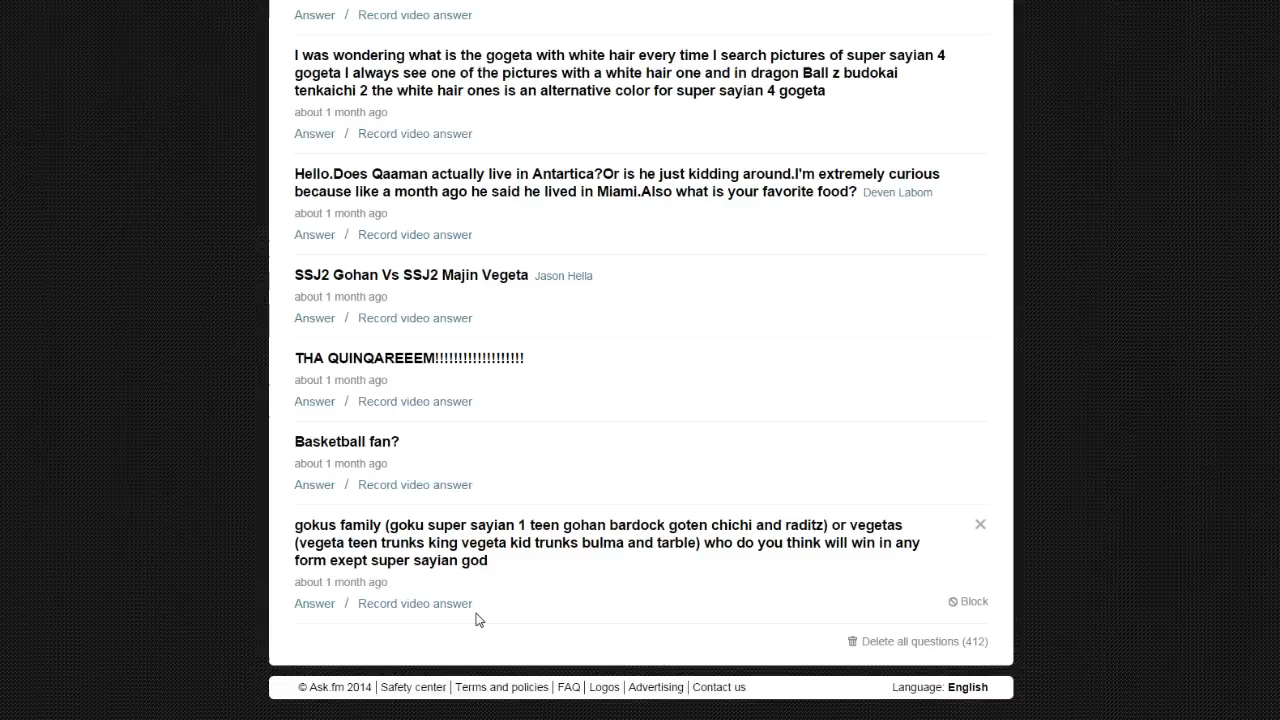 Answer / Record video answer
I was wondering what is the gogeta with white hair every time I search pictures of super sayian 4
gogeta I always see one of the pictures with a white hair one and in dragon Ball z budokai
tenkaichi 2 the white hair ones is an alternative color for super sayian 4 gogeta
about 1 month ago
Answer / Record video answer
Hello.Does Qaaman actually live in Antartica?Or is he just kidding around.I'm extremely curious
because like a month ago he said he lived in Miami.Also what is your favorite food? Deven Labom
about 1 month ago
Answer / Record video answer
SSJ2 Gohan Vs SSJ2 Majin Vegeta Jason Hella
about 1 month ago
Answer / Record video answer
THA QUINQAREEEM!!!!!!!!!!!!!!!!!!!
about 1 month ago
Answer / Record video answer
Basketball fan?
about 1 month ago
Answer / Record video answer
gokus family (goku super sayian 1 teen gohan bardock goten chichi and raditz) or vegetas
(vegeta teen trunks king vegeta kid trunks bulma and tarble) who do you think will win in any
form exept super sayian god
about 1 month ago
Answer / Record video answer
Block
Delete all questions (412)
© Ask.fm 2014 | Safety center | Terms and policies | FAQ | Logos | Advertising | Contact us
Language: English